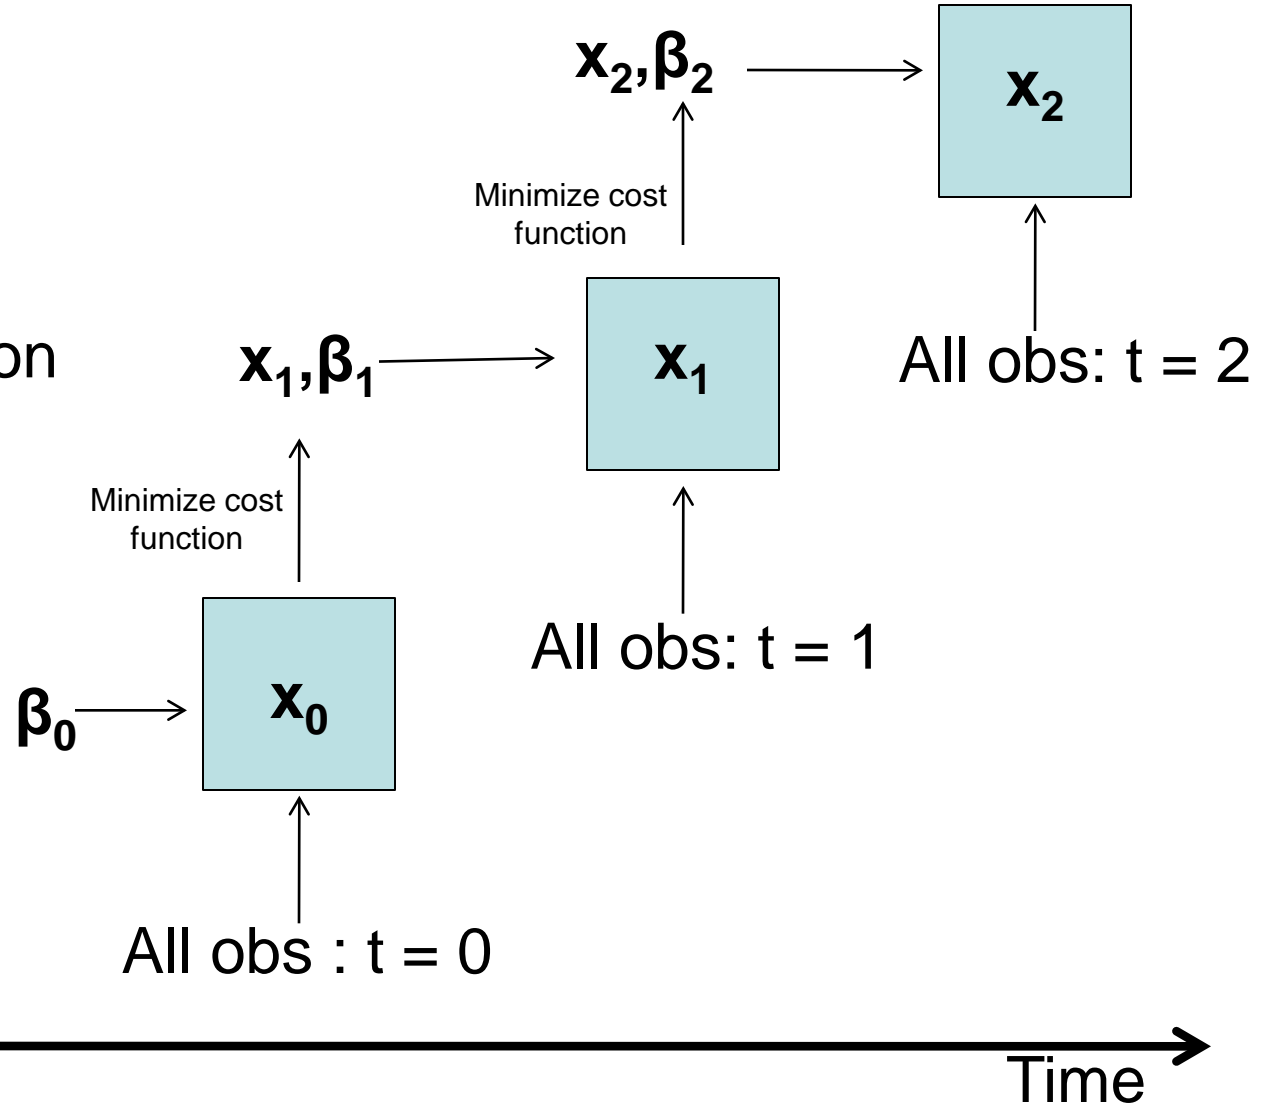 x₂,β₂
x₂
Minimize cost
function
on
x₁,β₁
x₁
All obs: t = 2
Minimize cost
function
All obs: t = 1
β₀
x₀
All obs : t = 0
Time